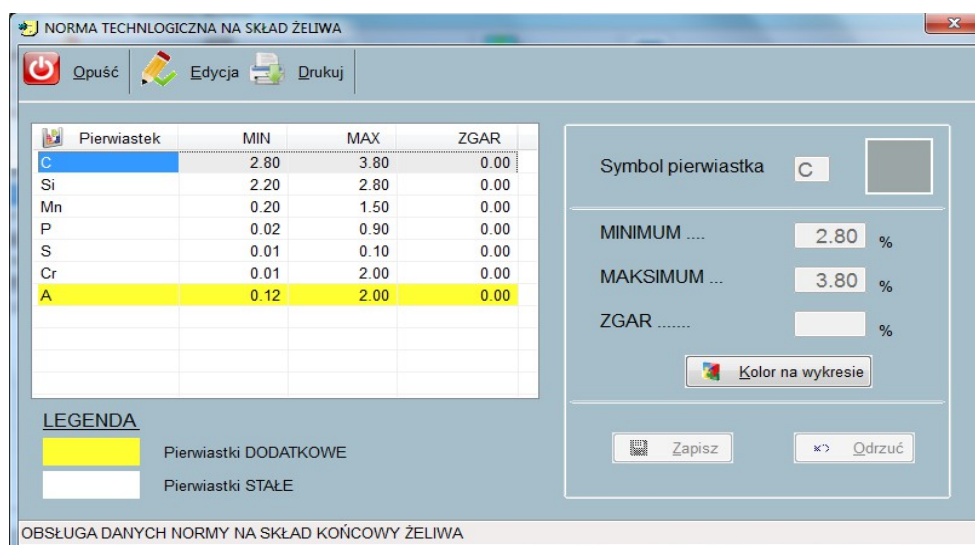 NORMA TECHNLOGICZNA NA SKŁAD ŻELIWA
Opuść Edycja Drukuj
Pierwiastek MIN MAX ZGAR
C 2.80 3.80 0.00
Si 2.20 2.80 0.00
Mn 0.20 1.50 0.00
P 0.02 0.90 0.00
S 0.01 0.10 0.00
Cr 0.01 2.00 0.00
A 0.12 2.00 0.00
LEGENDA
Pierwiastki DODATKOWE
Pierwiastki STAŁE
Symbol pierwiastka C
MINIMUM .... 2.80 %
MAKSIMUM ... 3.80 %
ZGAR ....... %
Kolor na wykresie
Zapisz Odrzuć
OBSŁUGA DANYCH NORMY NA SKŁAD KOŃCOWY ŻELIWA